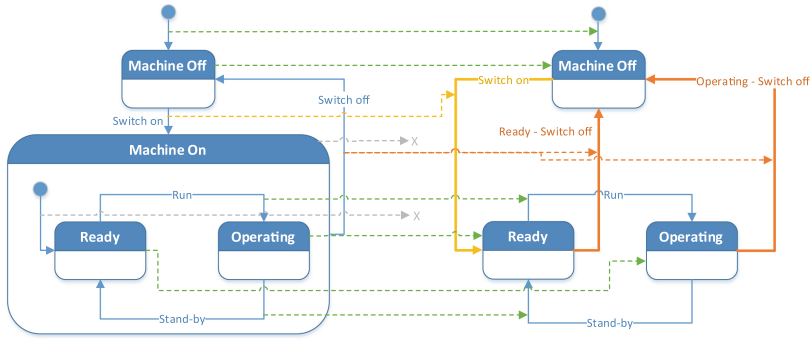 Machine Off
Machine Off
Switch on
Operating - Switch off
Switch off
Switch on
Ready - Switch off
X
Machine On
Run
Run
X
Ready
Operating
Ready
Operating
Stand-by
Stand-by